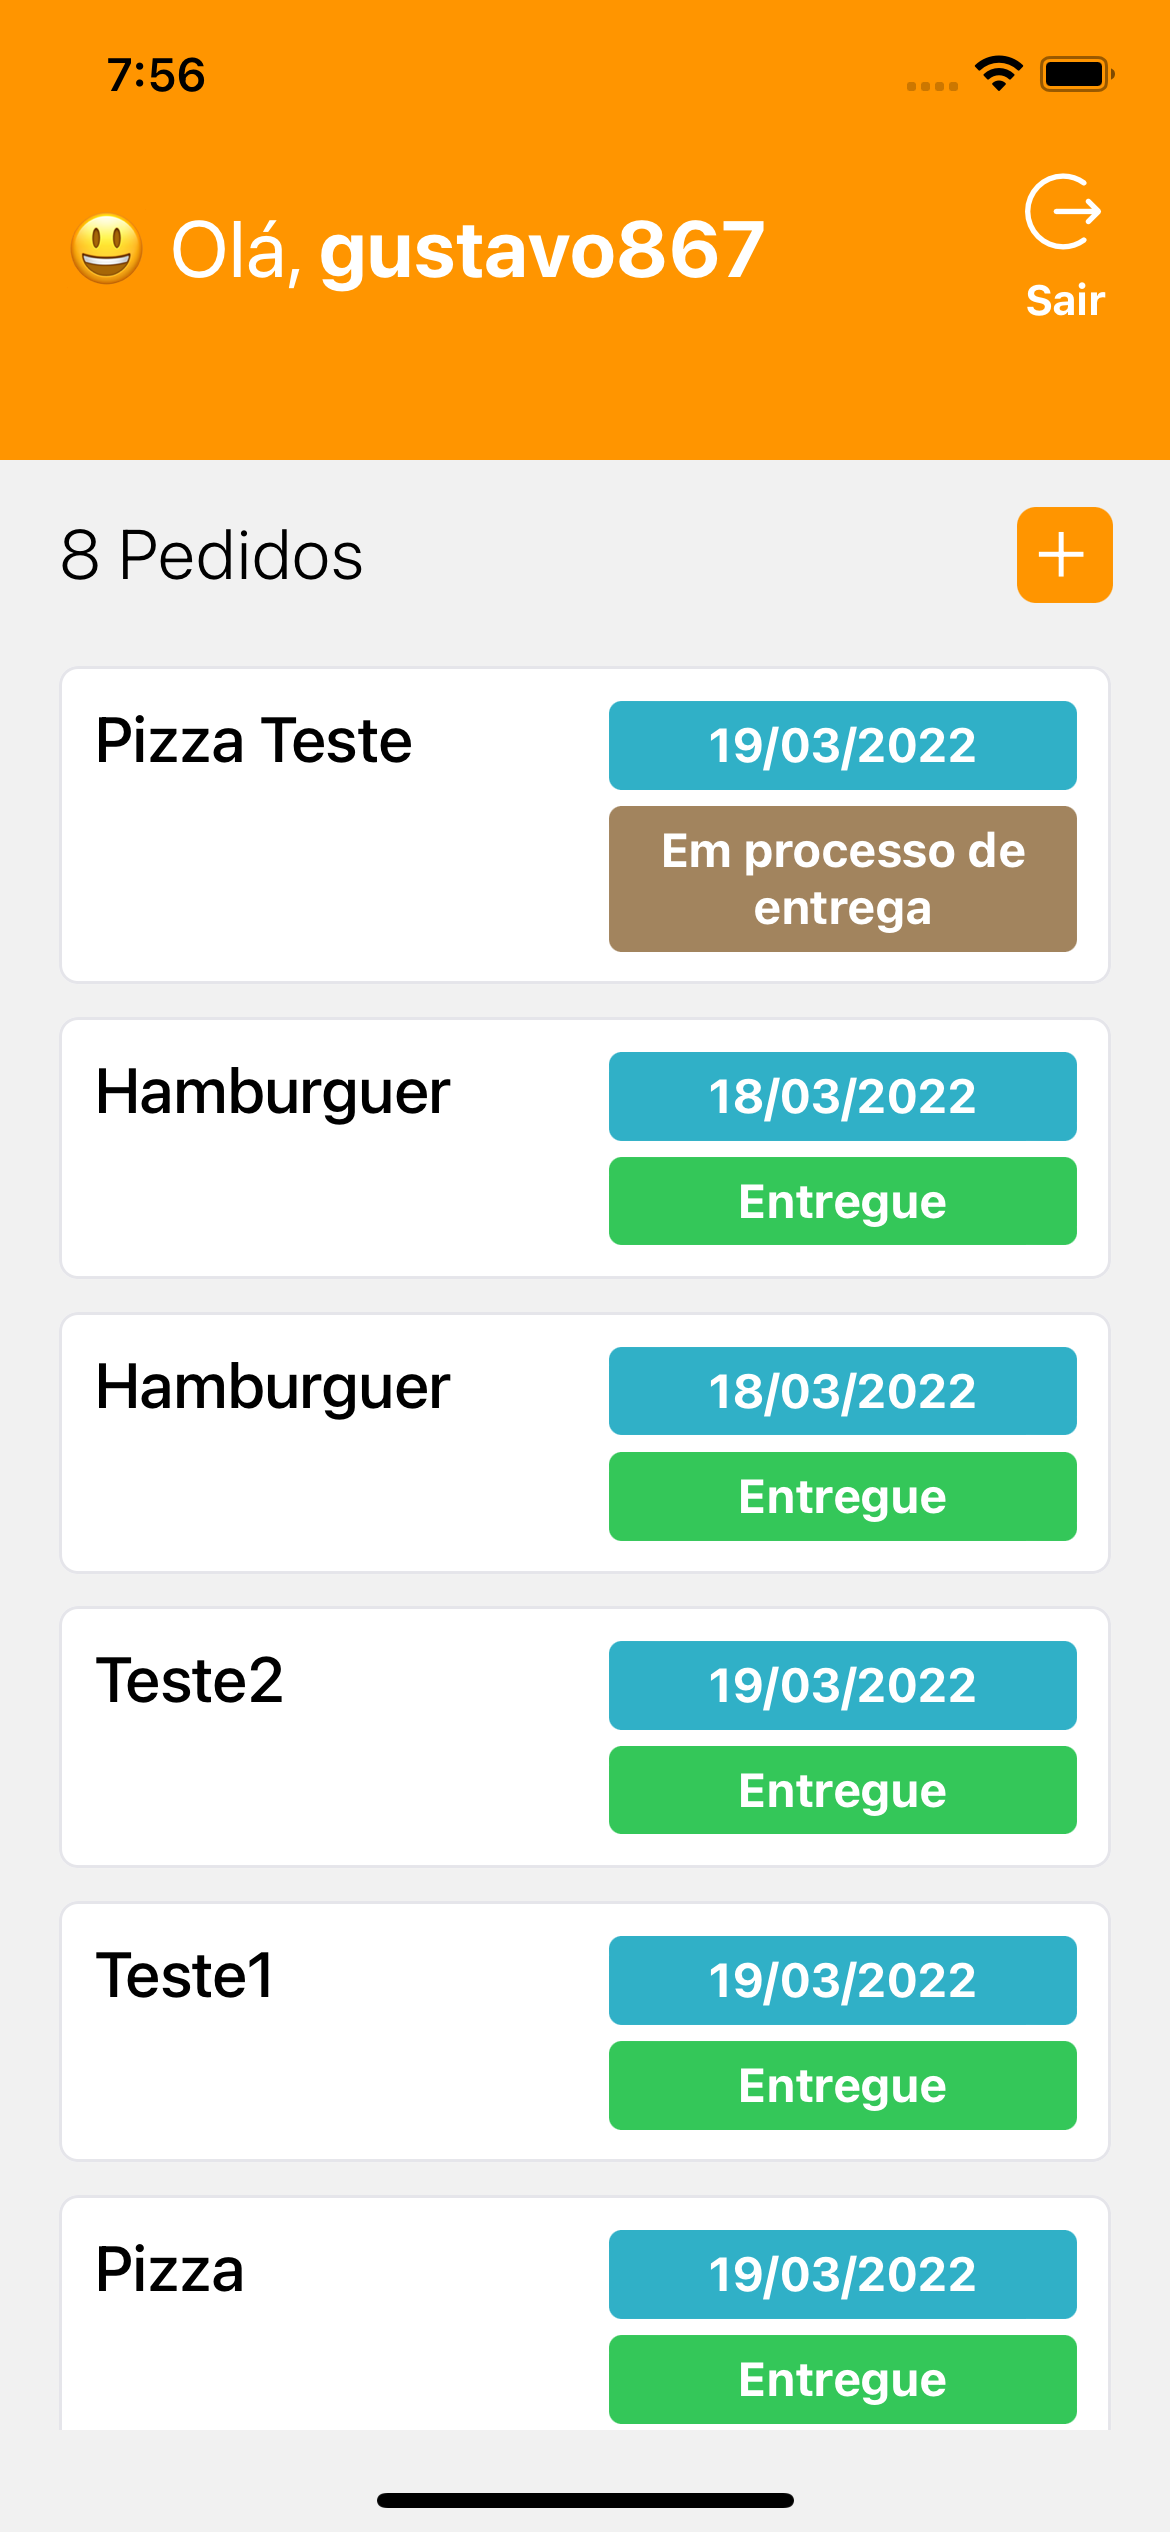 7:56
😃 Olá, gustavo867
Sair
8 Pedidos
Pizza Teste
19/03/2022
Em processo de
entrega
Hamburguer
18/03/2022
Entregue
Hamburguer
18/03/2022
Entregue
Teste2
19/03/2022
Entregue
Teste1
19/03/2022
Entregue
Pizza
19/03/2022
Entregue